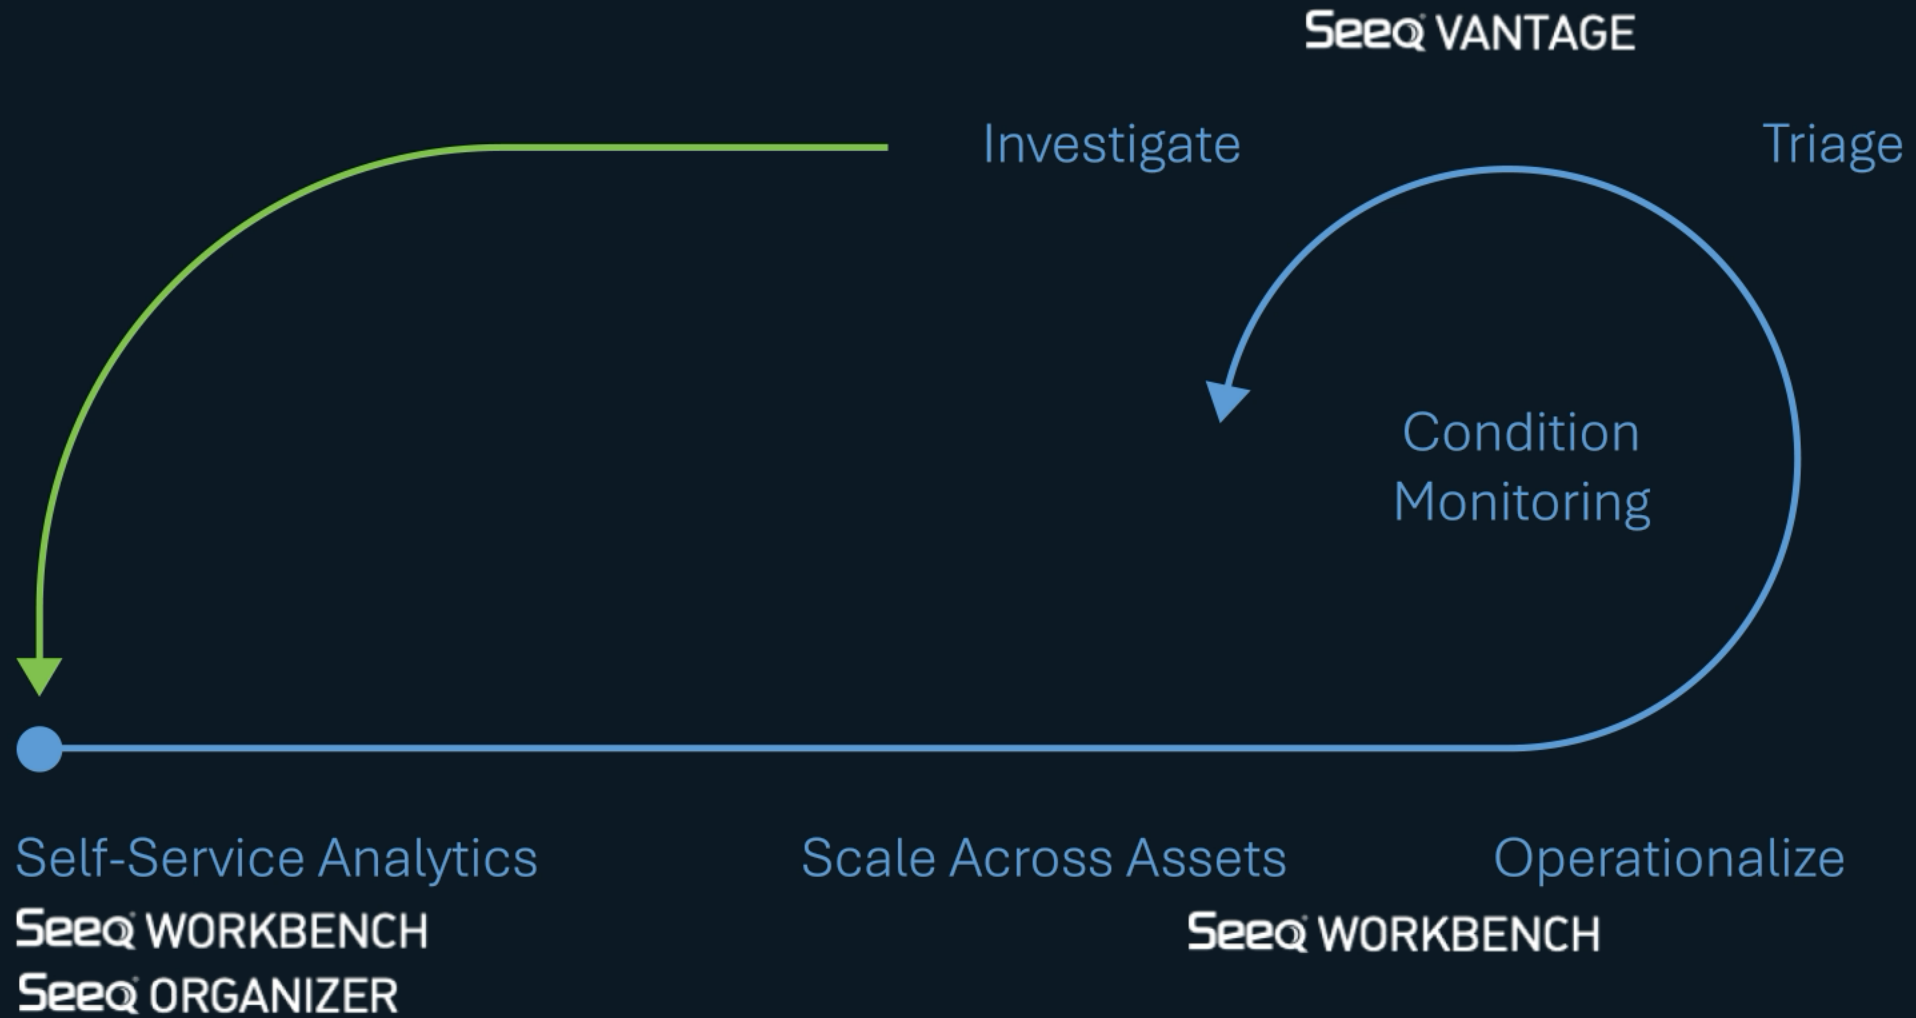 Seeq VANTAGE
Investigate
Triage
Condition
Monitoring
Self-Service Analytics
Scale Across Assets
Operationalize
Seeq WORKBENCH
Seeq WORKBENCH
Seeq ORGANIZER